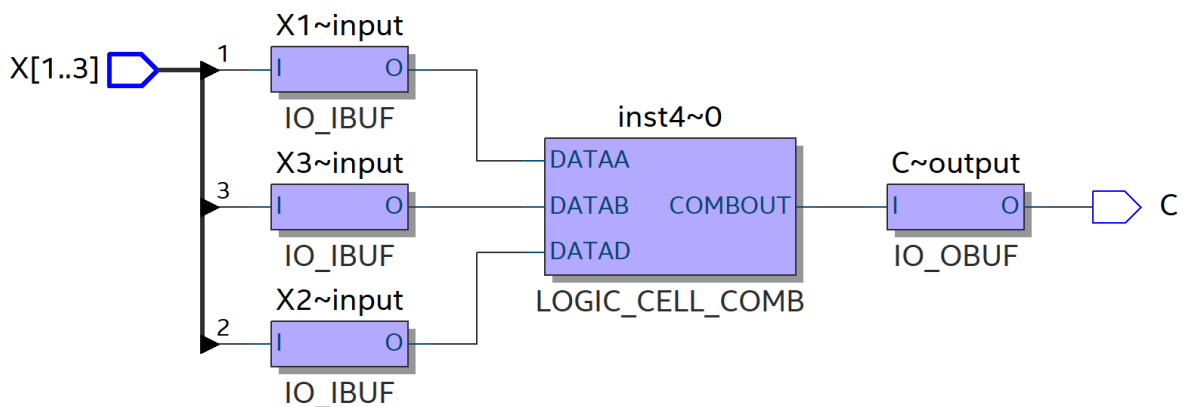 X[1..3]
1
X1~input
I
O
IO_IBUF
3
X3~input
I
O
IO_IBUF
2
X2~input
I
O
IO_IBUF
inst4~0
DATAA
DATAB
COMBOUT
DATAD
LOGIC_CELL_COMB
C~output
I
O
IO_OBUF
C